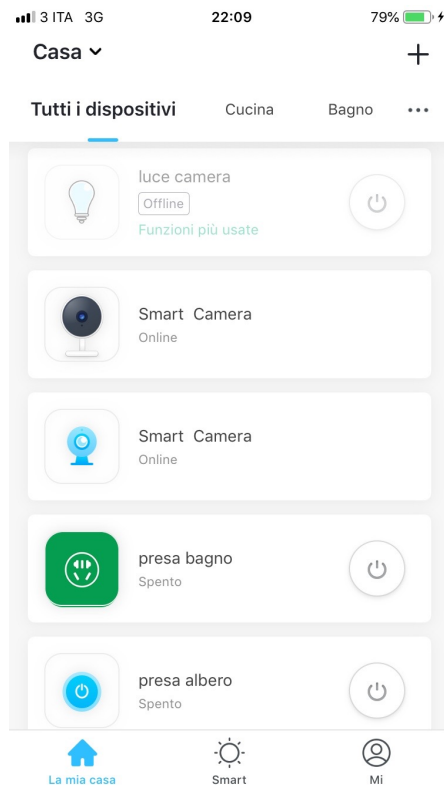 3 ITA 3G 22:09 79%
Casa
Tutti i dispositivi Cucina Bagno
luce camera
Offline
Funzioni più usate
Smart Camera
Online
Smart Camera
Online
presa bagno
Spento
presa albero
Spento
La mia casa Smart Mi